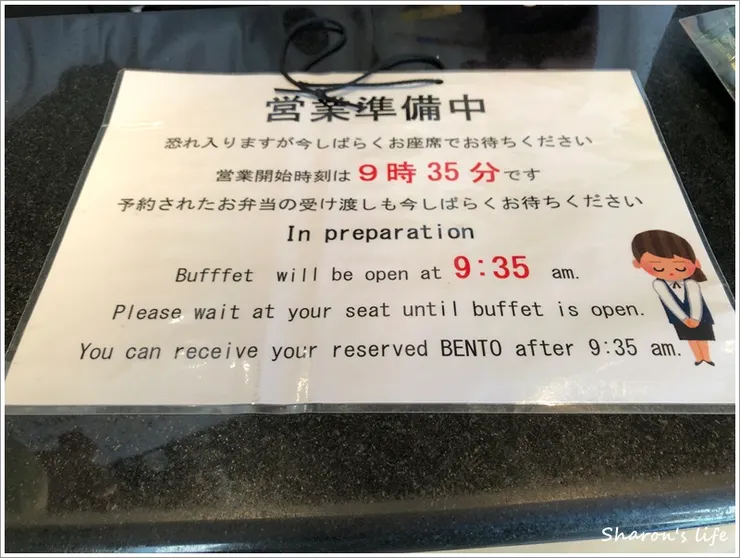 営業準備中
恐れ入りますが今しばらくお座席でお待ちください
営業開始時刻は9時35分です
予約されたお弁当の受け渡しも今しばらくお待ちください
In preparation
Bufffet will be open at 9:35 am.
Please wait at your seat until buffet is open.
You can receive your reserved BENTO after 9:35 am.
Sharon's life